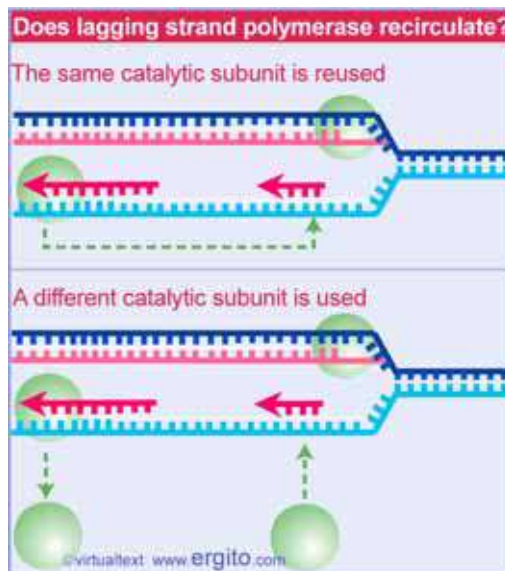 Does lagging strand polymerase recirculate?
The same catalytic subunit is reused
A different catalytic subunit is used
©virtualtext www.ergito.com